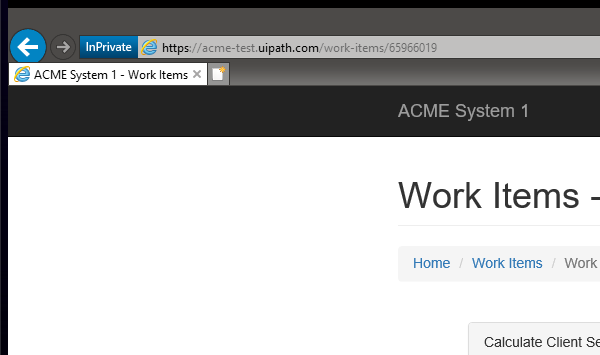 InPrivate https://acme-test.uipath.com/work-items/65966019
ACME System 1 - Work Items
ACME System 1
Work Items -
Home / Work Items / Work
Calculate Client Se